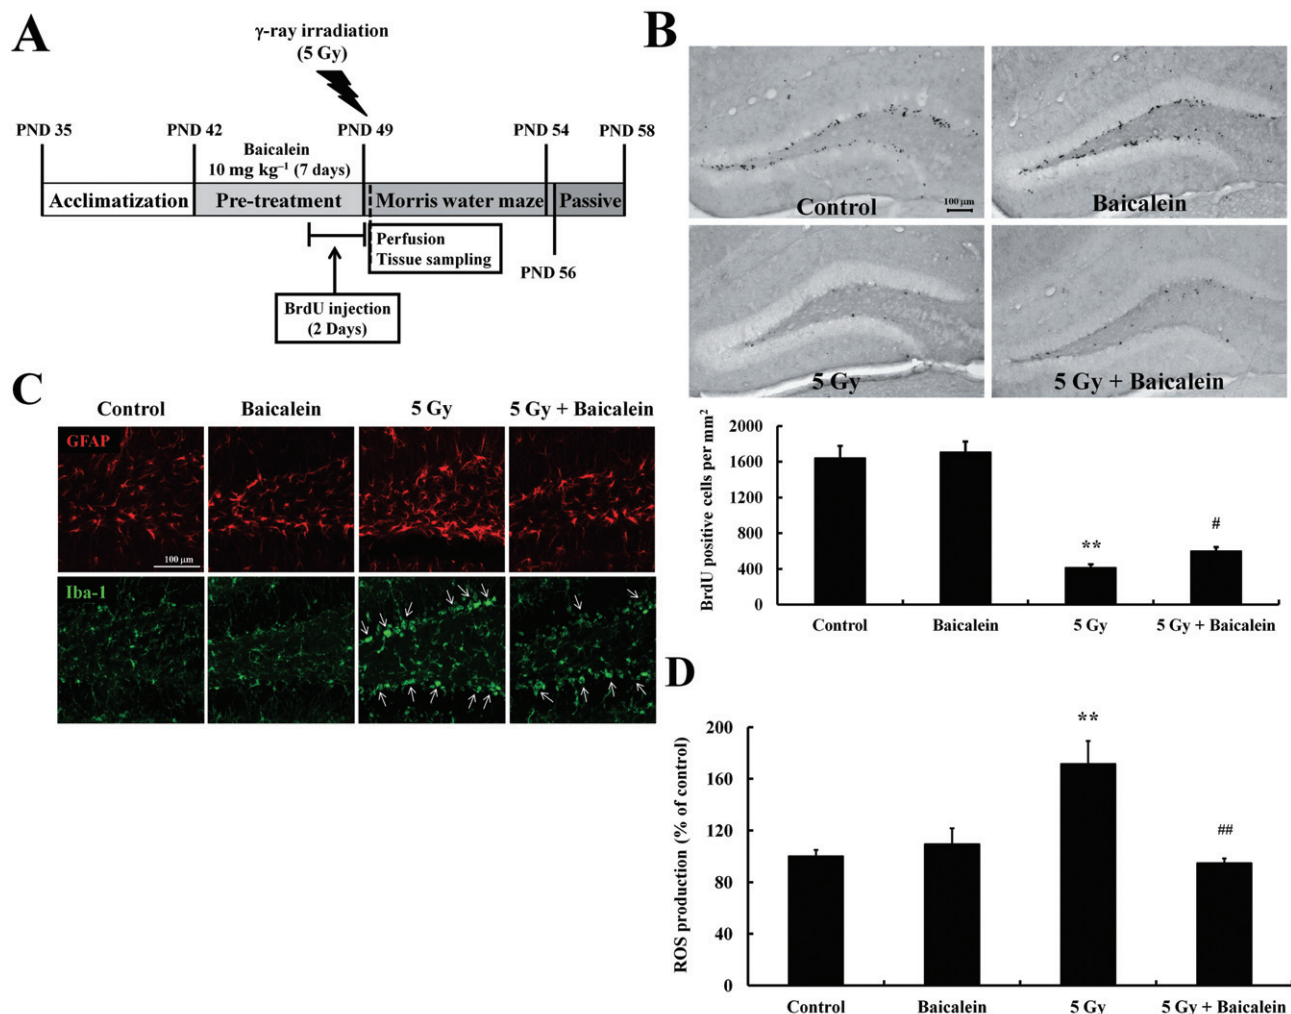 A
γ-ray irradiation
(5 Gy)
PND 35
PND 42
PND 49
PND 54
PND 58
Baicalein
10 mg kg⁻¹ (7 days)
Acclimatization
Pre-treatment
Morris water maze
Passive
Perfusion
Tissue sampling
PND 56
BrdU injection
(2 Days)
B
Control
100 μm
Baicalein
5 Gy
5 Gy + Baicalein
BrdU positive cells per mm²
2000
1600
1200
800
400
0
**
#
Control
Baicalein
5 Gy
5 Gy + Baicalein
C
Control
Baicalein
5 Gy
5 Gy + Baicalein
GFAP
100 μm
Iba-1
D
ROS production (% of control)
200
160
120
80
40
0
**
##
Control
Baicalein
5 Gy
5 Gy + Baicalein